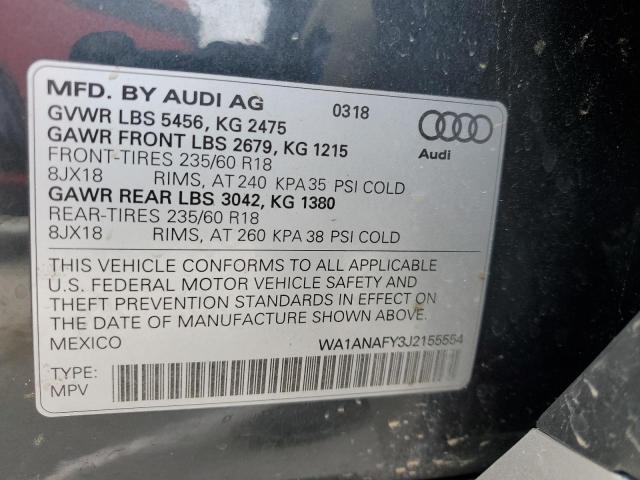 MFD. BY AUDI AG 0318
GVWR LBS 5456, KG 2475
GAWR FRONT LBS 2679, KG 1215
FRONT-TIRES 235/60 R18
8JX18 RIMS, AT 240 KPA 35 PSI COLD
GAWR REAR LBS 3042, KG 1380
REAR-TIRES 235/60 R18
8JX18 RIMS, AT 260 KPA 38 PSI COLD
Audi
THIS VEHICLE CONFORMS TO ALL APPLICABLE
U.S. FEDERAL MOTOR VEHICLE SAFETY AND
THEFT PREVENTION STANDARDS IN EFFECT ON
THE DATE OF MANUFACTURE SHOWN ABOVE.
MEXICO WA1ANAFY3J2155554
TYPE:
MPV